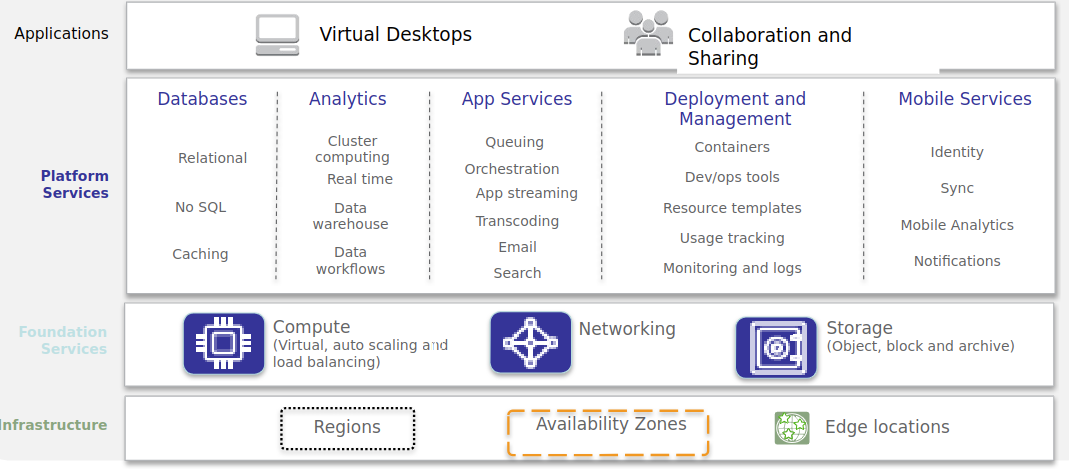 Applications
Virtual Desktops
Collaboration and
Sharing
Platform
Services
Databases
Relational
No SQL
Caching
Analytics
Cluster
computing
Real time
Data
warehouse
Data
workflows
App Services
Queuing
Orchestration
App streaming
Transcoding
Email
Search
Deployment and
Management
Containers
Dev/ops tools
Resource templates
Usage tracking
Monitoring and logs
Mobile Services
Identity
Sync
Mobile Analytics
Notifications
Foundation
Services
Compute
(Virtual, auto scaling and
load balancing)
Networking
Storage
(Object, block and archive)
Infrastructure
Regions
Availability Zones
Edge locations